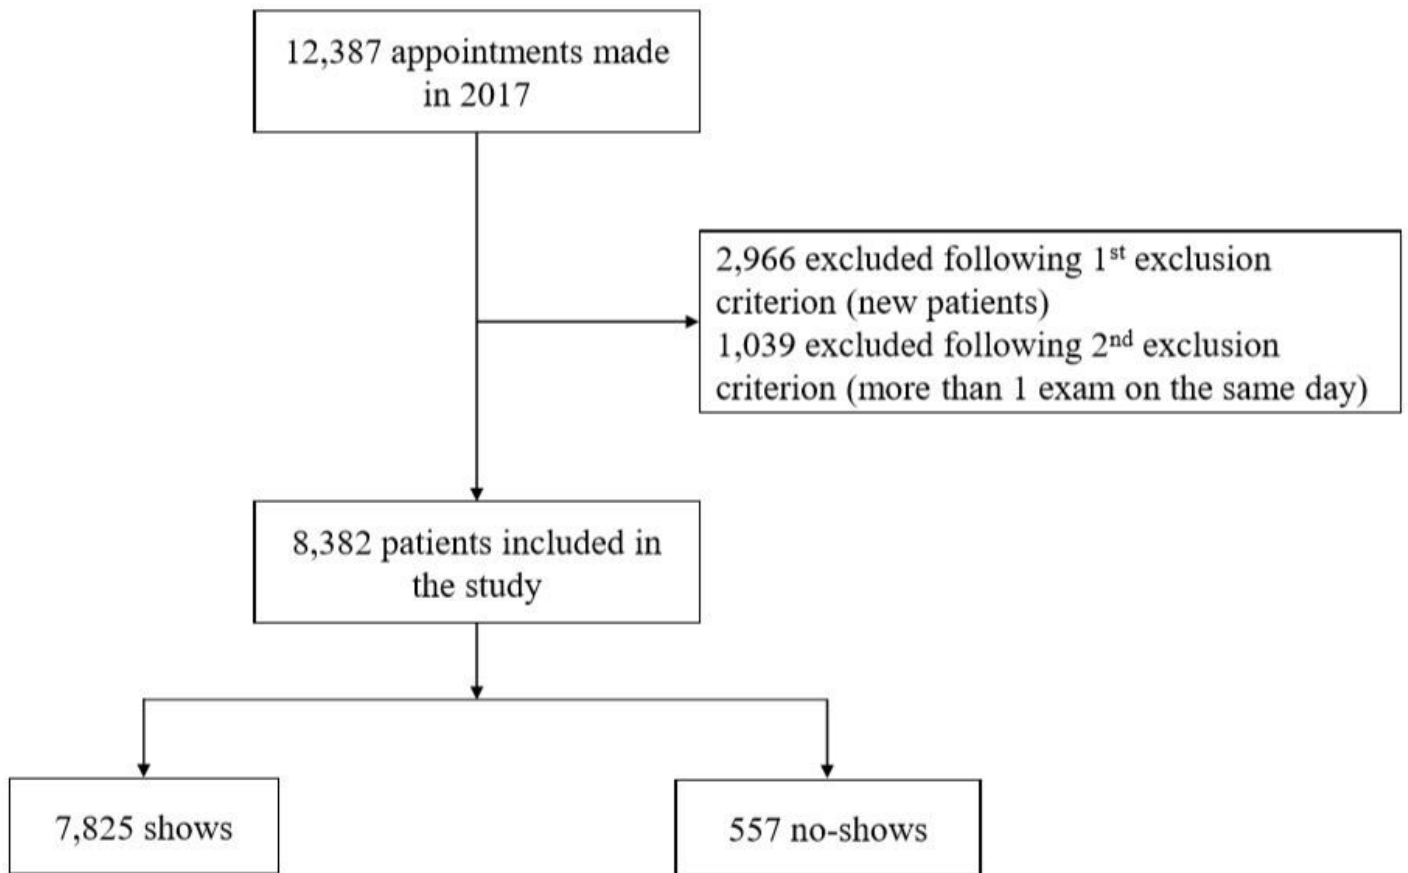 12,387 appointments made
in 2017
2,966 excluded following 1st exclusion
criterion (new patients)
1,039 excluded following 2nd exclusion
criterion (more than 1 exam on the same day)
8,382 patients included in
the study
7,825 shows
557 no-shows